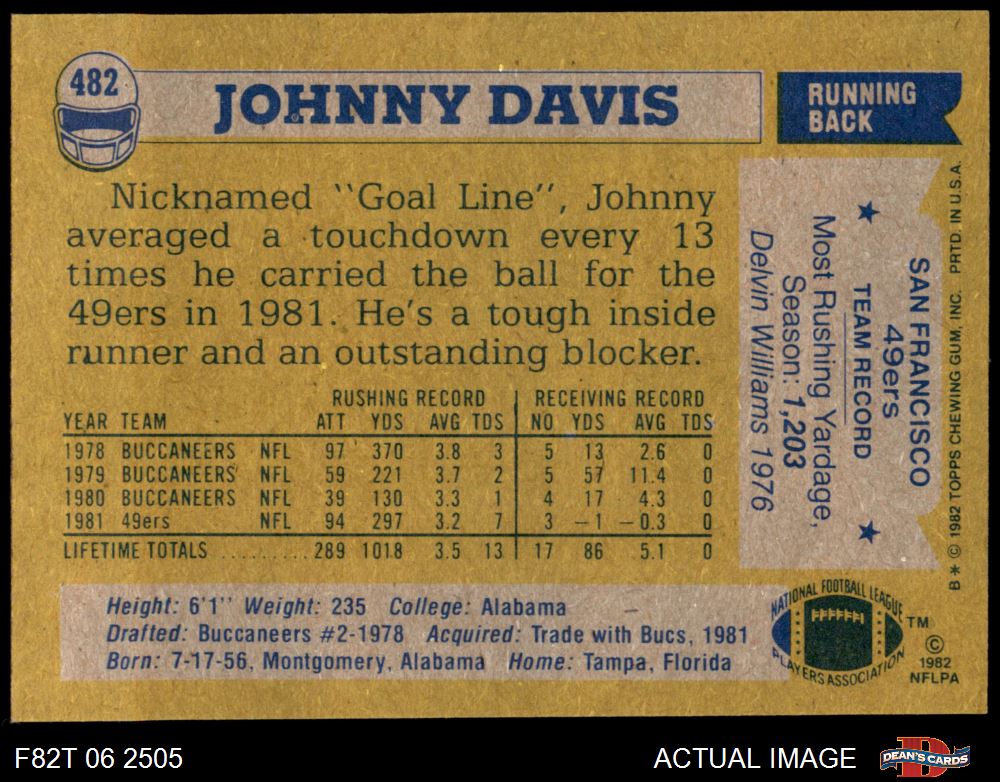 482
JOHNNY DAVIS
RUNNING
BACK
Nicknamed "Goal Line", Johnny
averaged a touchdown every 13
times he carried the ball for the
49ers in 1981. He's a tough inside
runner and an outstanding blocker.
RUSHING RECORD RECEIVING RECORD
YEAR TEAM ATT YDS AVG TDS NO YDS AVG TDS
1978 BUCCANEERS NFL 97 370 3.8 3 5 13 2.6 0
1979 BUCCANEERS NFL 59 221 3.7 2 5 57 11.4 0
1980 BUCCANEERS NFL 39 130 3.3 1 4 17 4.3 0
1981 49ers NFL 94 297 3.2 7 3 −1 −0.3 0
LIFETIME TOTALS .......... 289 1018 3.5 13 17 86 5.1 0
Height: 6'1" Weight: 235 College: Alabama
Drafted: Buccaneers #2-1978 Acquired: Trade with Bucs, 1981
Born: 7-17-56, Montgomery, Alabama Home: Tampa, Florida
SAN FRANCISCO
49ers
★ TEAM RECORD ★
Most Rushing Yardage,
Season: 1,203
Delvin Williams 1976
B* © 1982 TOPPS CHEWING GUM, INC. PRTD. IN U.S.A.
NATIONAL FOOTBALL LEAGUE
PLAYERS ASSOCIATION
TM
©
1982
NFLPA
F82T 06 2505
ACTUAL IMAGE
DEAN'S CARDS